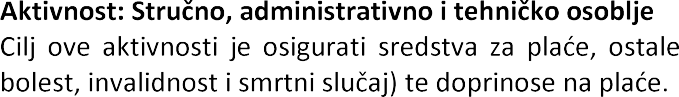 Aktivnost: Stručno, administrativno i tehničko osoblje
Cilj ove aktivnosti je osigurati sredstva za plaće, ostale
bolest, invalidnost i smrtni slučaj) te doprinose na plaće.